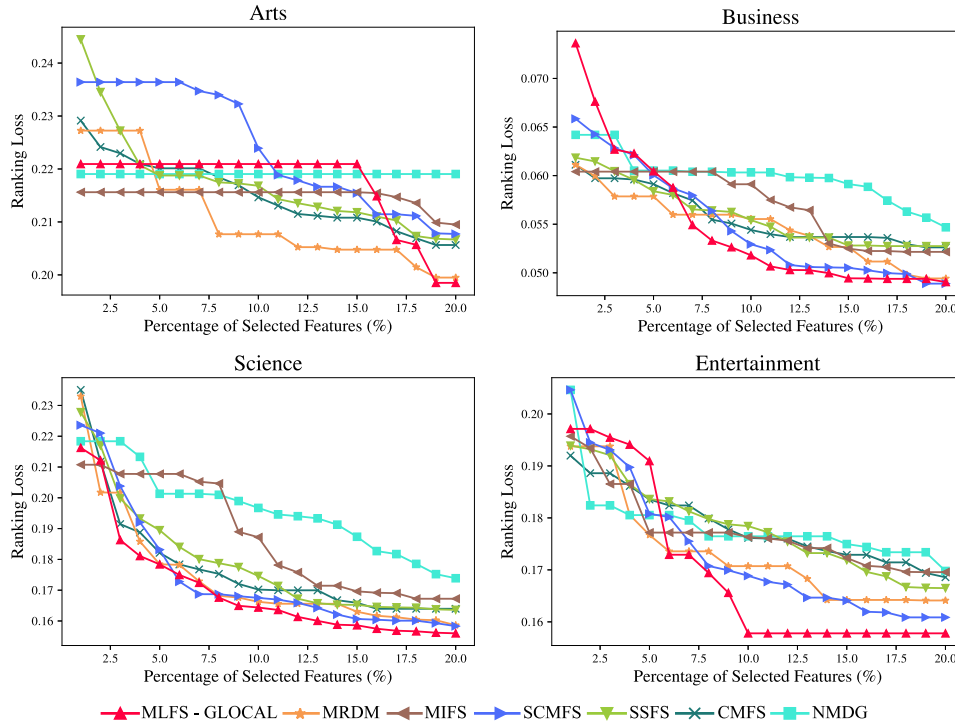 Arts
Ranking Loss
0.24
0.23
0.22
0.21
0.20
2.5 5.0 7.5 10.0 12.5 15.0 17.5 20.0
Percentage of Selected Features (%)
Business
Ranking Loss
0.070
0.065
0.060
0.055
0.050
2.5 5.0 7.5 10.0 12.5 15.0 17.5 20.0
Percentage of Selected Features (%)
Science
Ranking Loss
0.23
0.22
0.21
0.20
0.19
0.18
0.17
0.16
2.5 5.0 7.5 10.0 12.5 15.0 17.5 20.0
Percentage of Selected Features (%)
Entertainment
Ranking Loss
0.20
0.19
0.18
0.17
0.16
2.5 5.0 7.5 10.0 12.5 15.0 17.5 20.0
Percentage of Selected Features (%)
MLFS - GLOCAL MRDM MIFS SCMFS SSFS CMFS NMDG